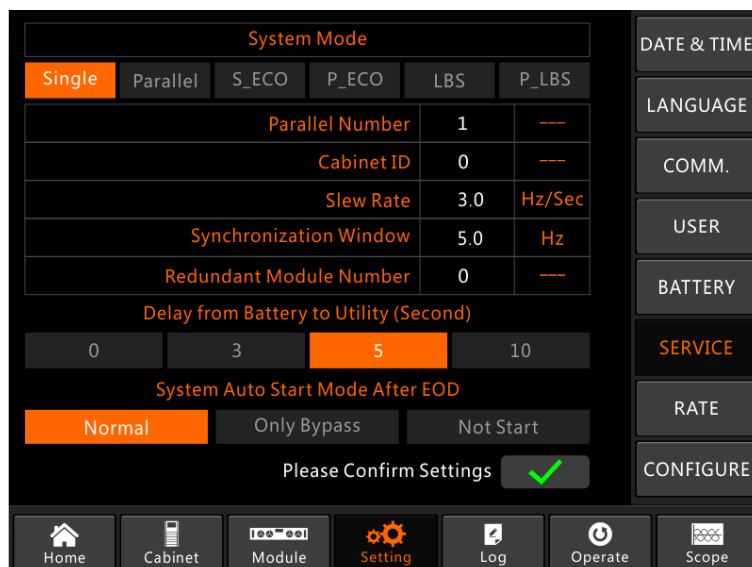 System Mode
Single Parallel S_ECO P_ECO LBS P_LBS
Parallel Number 1 ---
Cabinet ID 0 ---
Slew Rate 3.0 Hz/Sec
Synchronization Window 5.0 Hz
Redundant Module Number 0 ---
Delay from Battery to Utility (Second)
0 3 5 10
System Auto Start Mode After EOD
Normal Only Bypass Not Start
Please Confirm Settings
DATE & TIME
LANGUAGE
COMM.
USER
BATTERY
SERVICE
RATE
CONFIGURE
Home Cabinet Module Setting Log Operate Scope